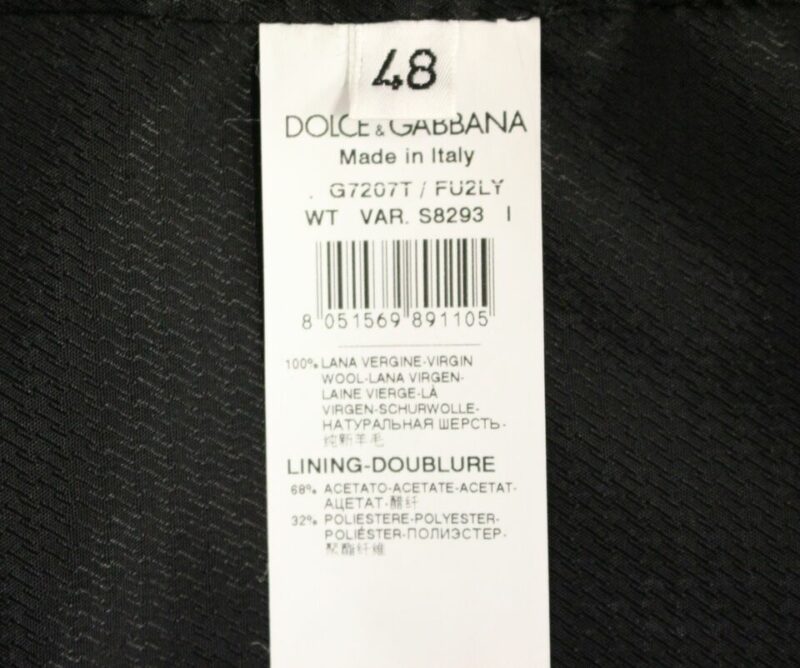 48
DOLCE & GABBANA
Made in Italy
. G7207T / FU2LY
WT VAR. S8293 I
8 051569 891105
100% LANA VERGINE-VIRGIN
WOOL-LANA VIRGEN-
LAINE VIERGE-LÀ
VIRGEN-SCHURWOLLE-
НАТУРАЛЬНАЯ ШЕРСТЬ-
纯新羊毛
LINING-DOUBLURE
68% ACETATO-ACETATE-ACETAT-
АЦЕТАТ-醋纤
32% POLIESTERE-POLYESTER-
POLIÉSTER-ПОЛИЭСТЕР-
聚酯纤维